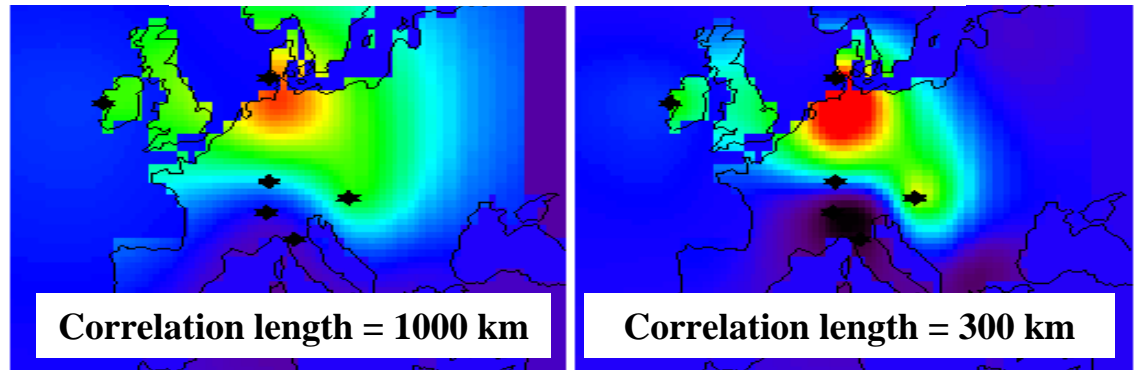 Correlation length = 1000 km
Correlation length = 300 km